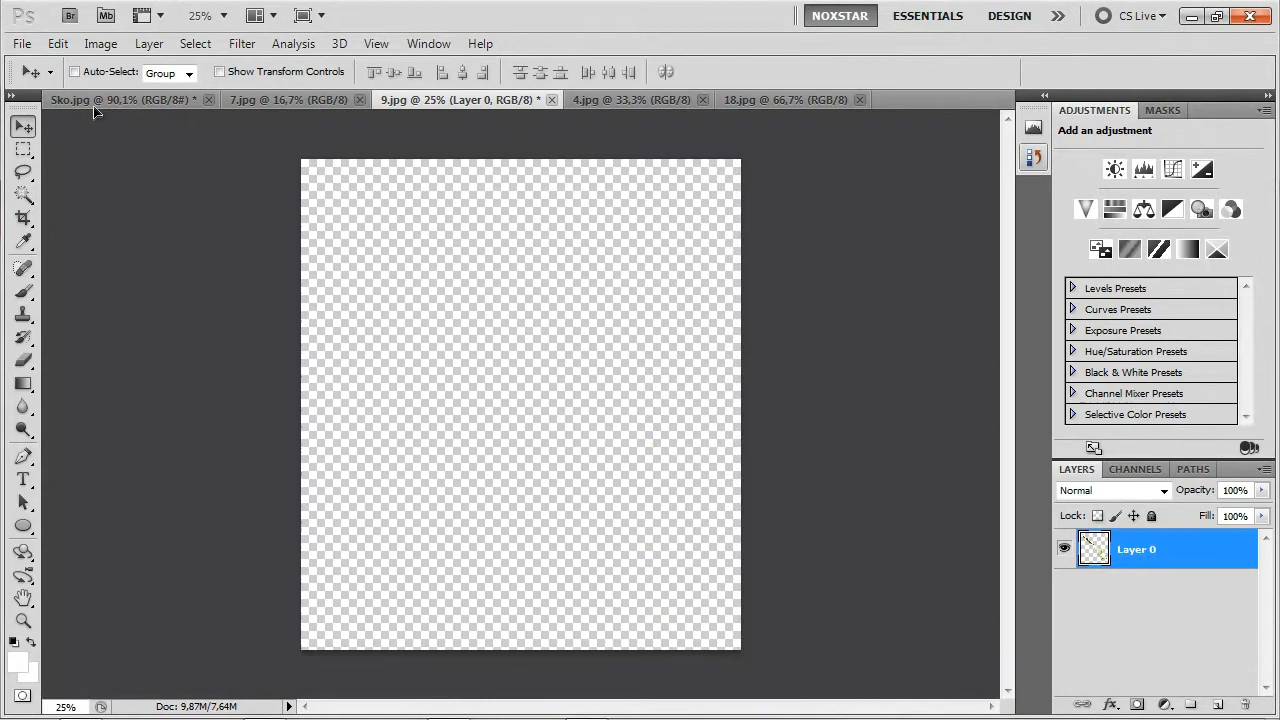 Ps Br Mb 25% NOXSTAR ESSENTIALS DESIGN CS Live
File Edit Image Layer Select Filter Analysis 3D View Window Help
Auto-Select: Group Show Transform Controls
Sko.jpg @ 90,1% (RGB/8#) * 7.jpg @ 16,7% (RGB/8) 9.jpg @ 25% (Layer 0, RGB/8) * 4.jpg @ 33,3% (RGB/8) 18.jpg @ 66,7% (RGB/8)
ADJUSTMENTS MASKS
Add an adjustment
Levels Presets
Curves Presets
Exposure Presets
Hue/Saturation Presets
Black & White Presets
Channel Mixer Presets
Selective Color Presets
LAYERS CHANNELS PATHS
Normal Opacity: 100%
Lock: Fill: 100%
Layer 0
25% Doc: 9,87M/7,64M